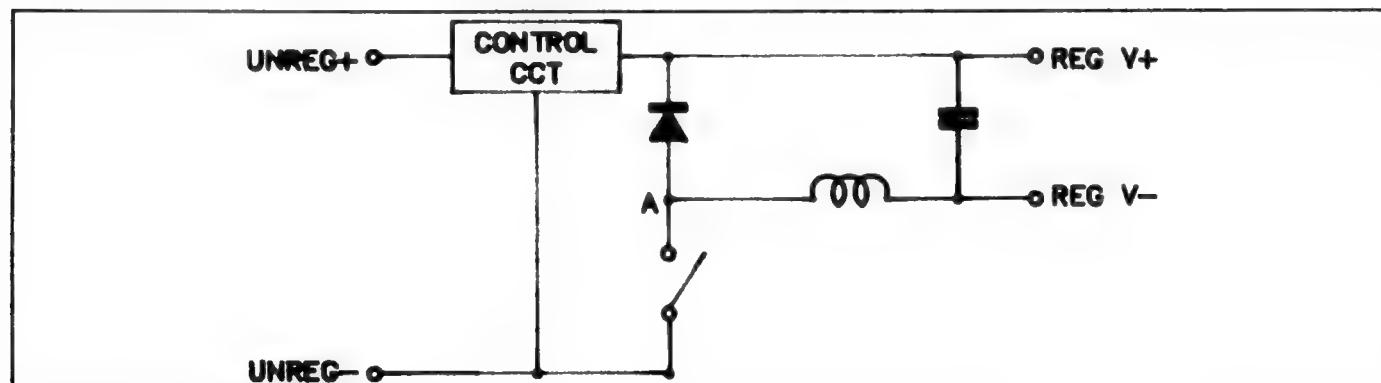 UNREG+
CONTROL
CCT
REG V+
A
REG V-
UNREG-